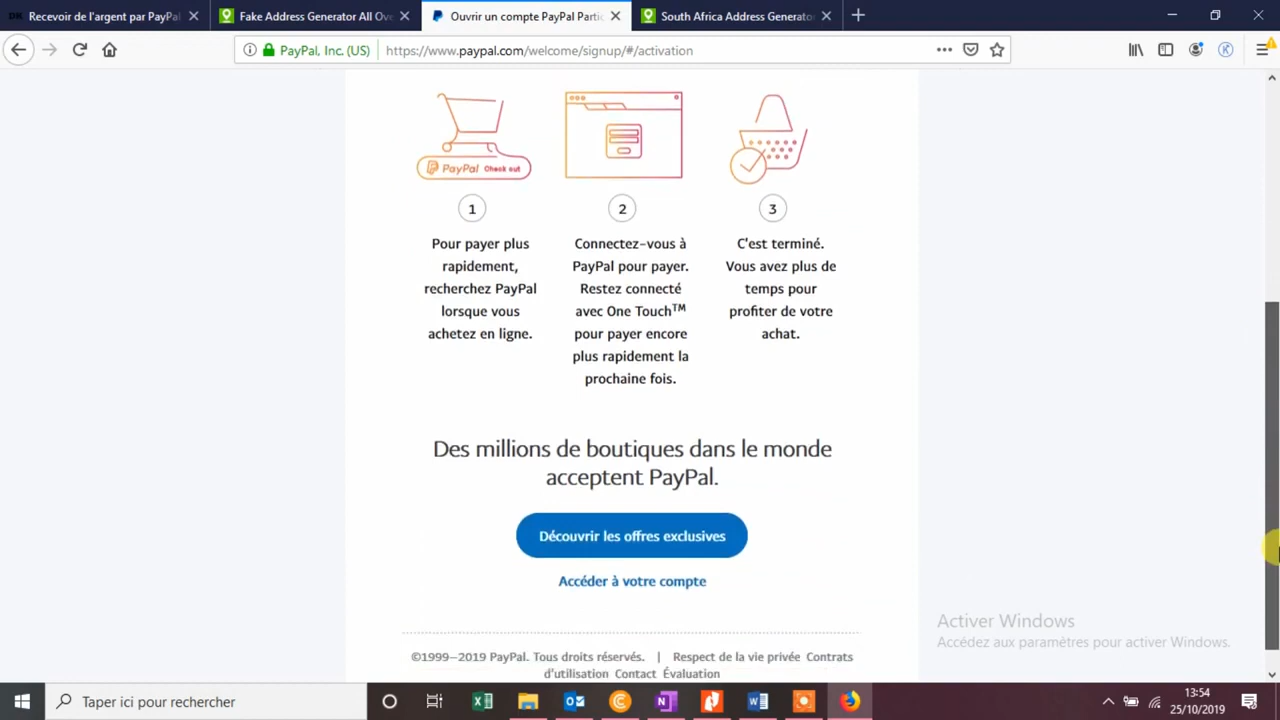 Recevoir de l'argent par PayPal
Fake Address Generator All Ove
Ouvrir un compte PayPal Partic
South Africa Address Generator
PayPal, Inc. (US)
https://www.paypal.com/welcome/signup/#/activation
PayPal Check out
1
2
3
Pour payer plus
rapidement,
recherchez PayPal
lorsque vous
achetez en ligne.
Connectez-vous à
PayPal pour payer.
Restez connecté
avec One Touch™
pour payer encore
plus rapidement la
prochaine fois.
C'est terminé.
Vous avez plus de
temps pour
profiter de votre
achat.
Des millions de boutiques dans le monde
acceptent PayPal.
Découvrir les offres exclusives
Accéder à votre compte
Activer Windows
Accédez aux paramètres pour activer Windows.
©1999–2019 PayPal. Tous droits réservés. | Respect de la vie privée Contrats
d'utilisation Contact Évaluation
Taper ici pour rechercher
13:54
25/10/2019